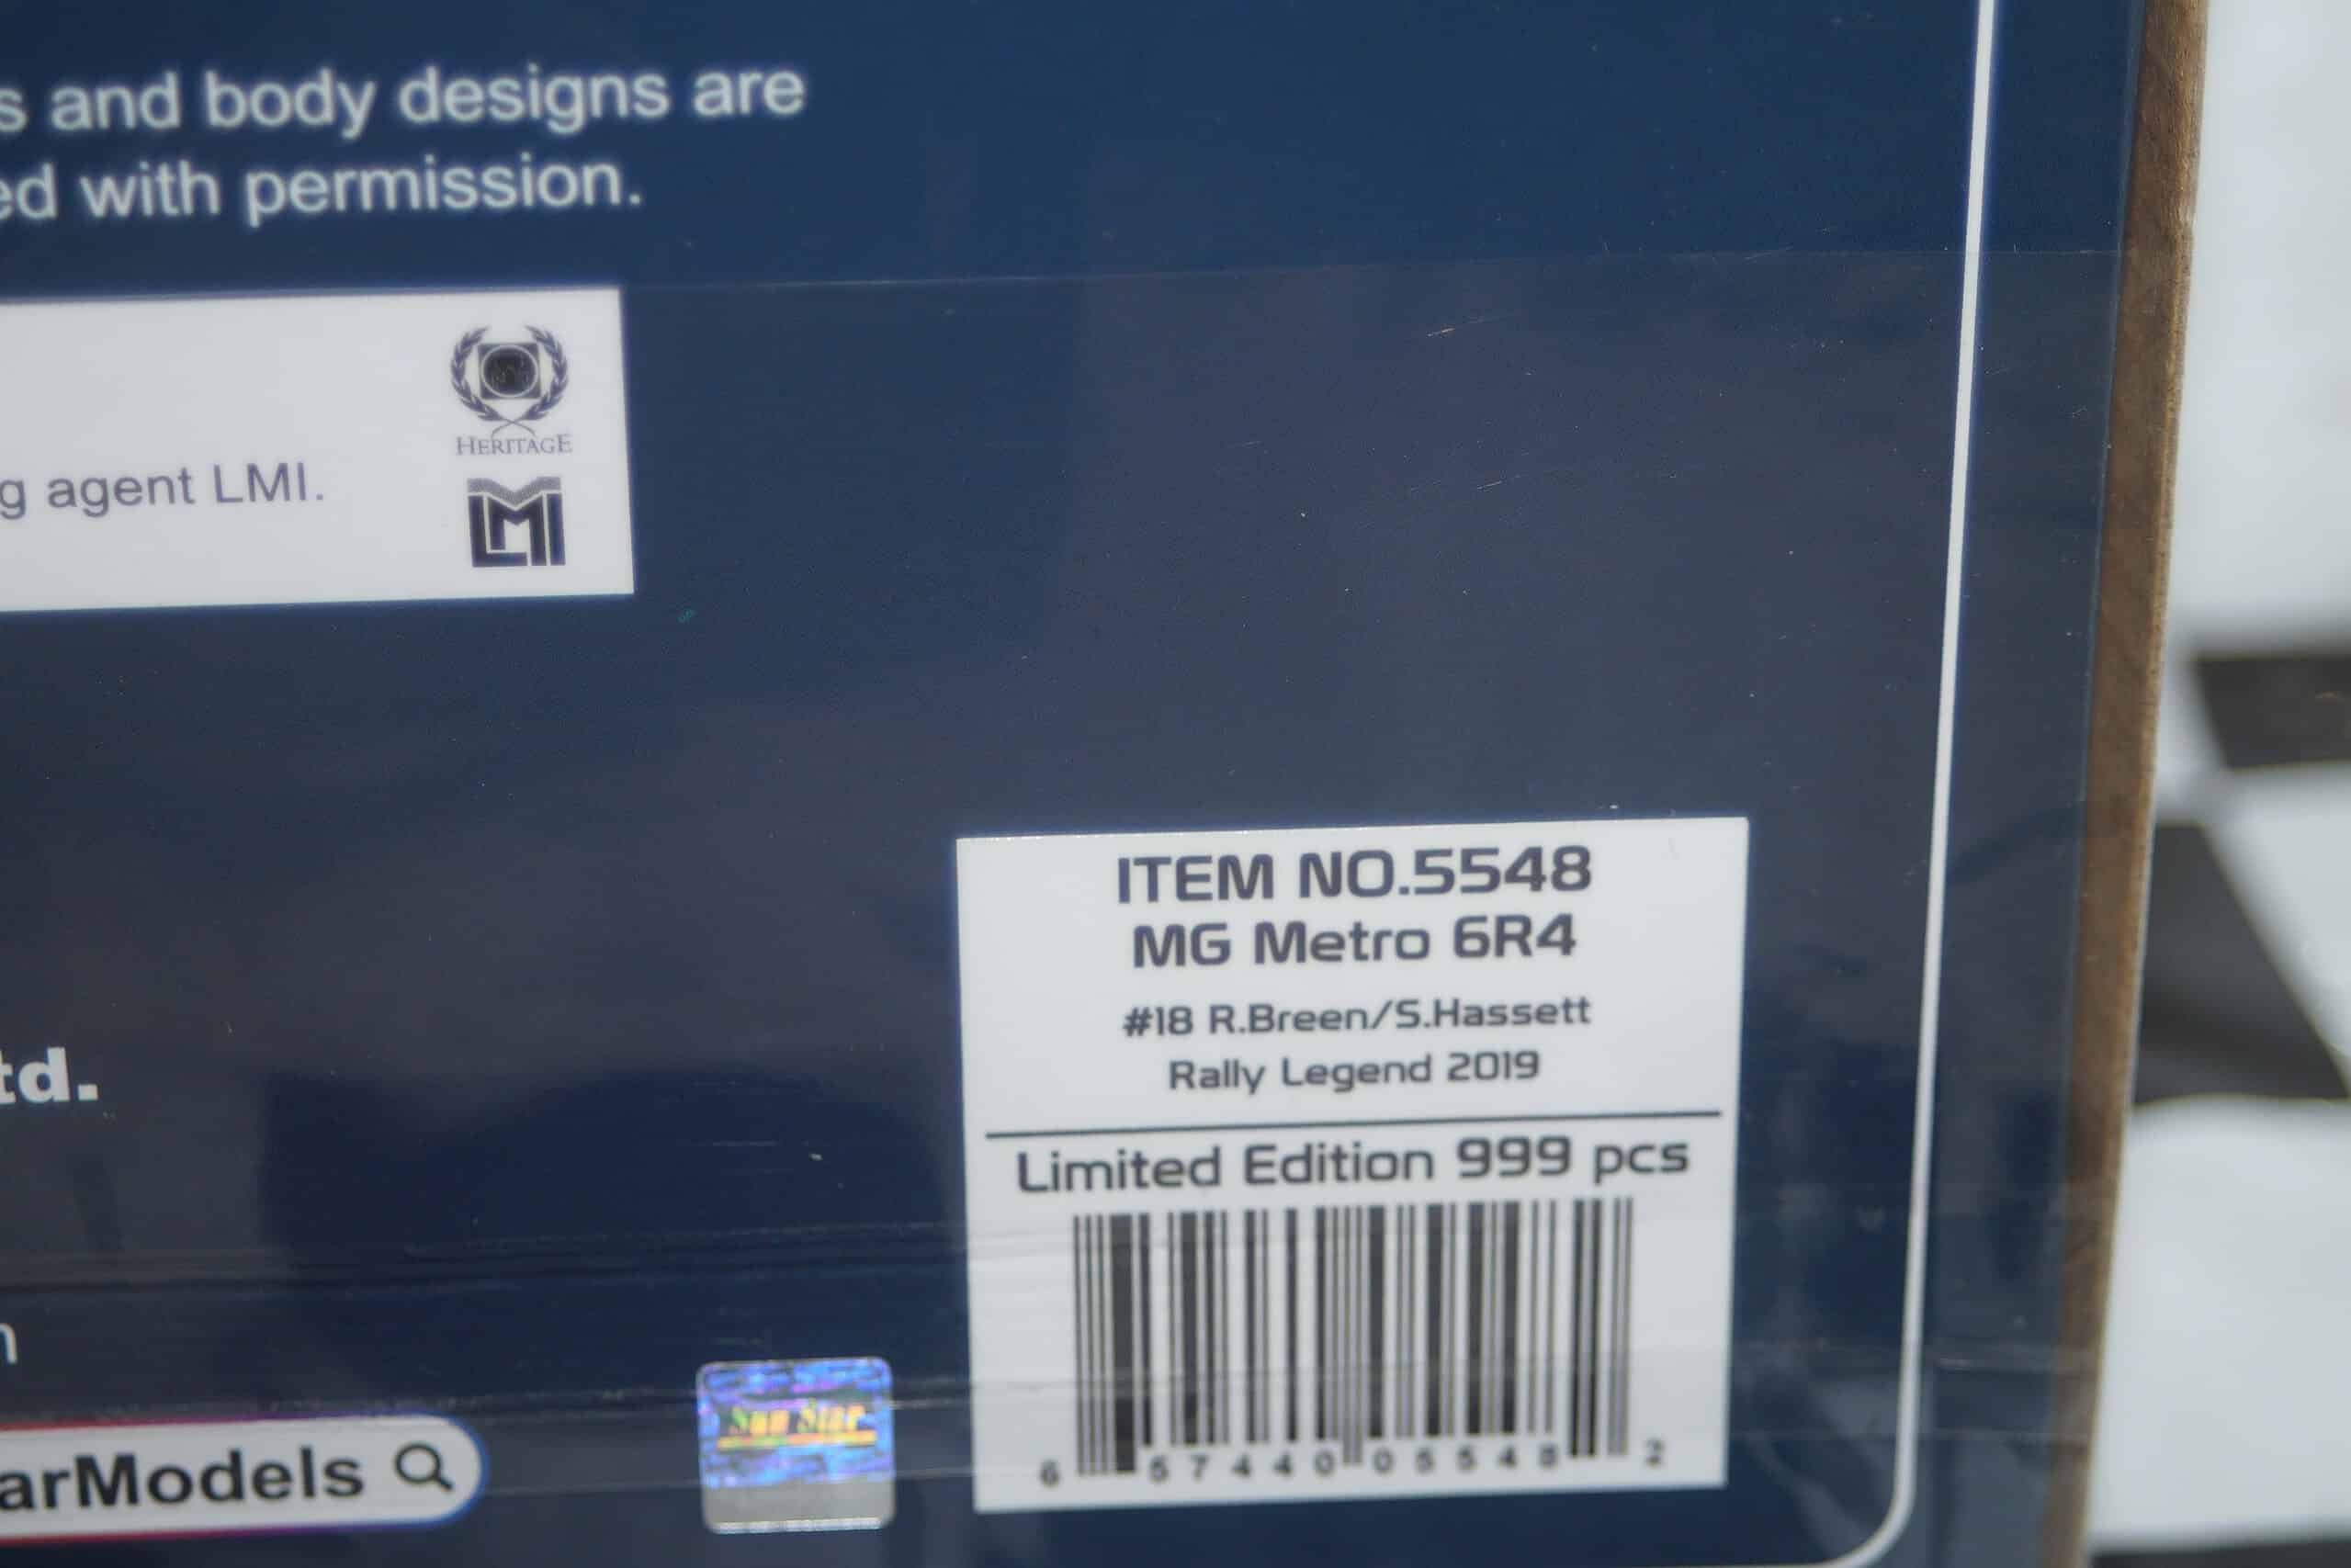 s and body designs are
ed with permission.
HERITAGE
g agent LMI.
LMI
ITEM NO.5548
MG Metro 6R4
#18 R.Breen/S.Hassett
Rally Legend 2019
td.
Limited Edition 999 pcs
n
Sun Star
arModels
6 57440 05548 2